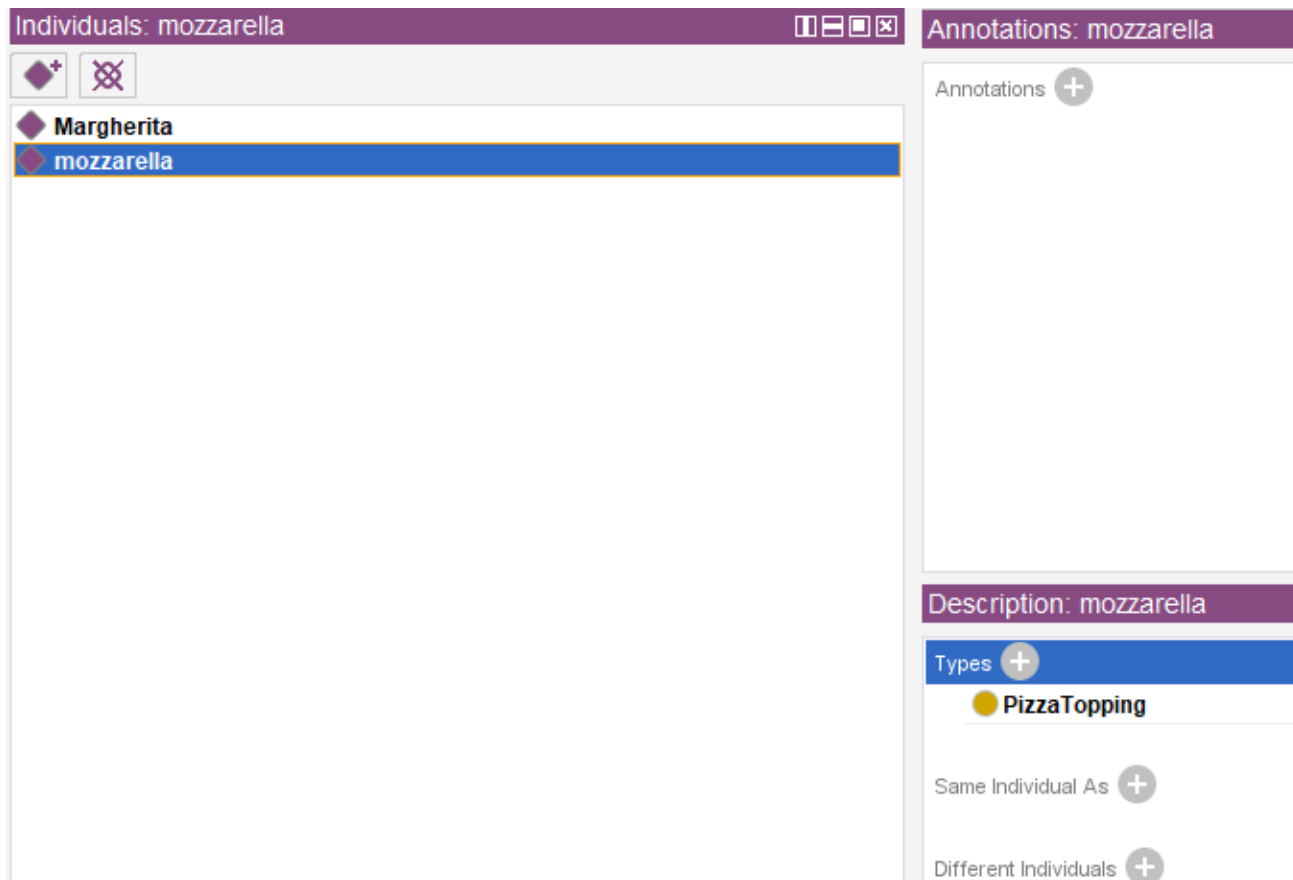 Individuals: mozzarella
Margherita
mozzarella
Annotations: mozzarella
Annotations
Description: mozzarella
Types
PizzaTopping
Same Individual As
Different Individuals